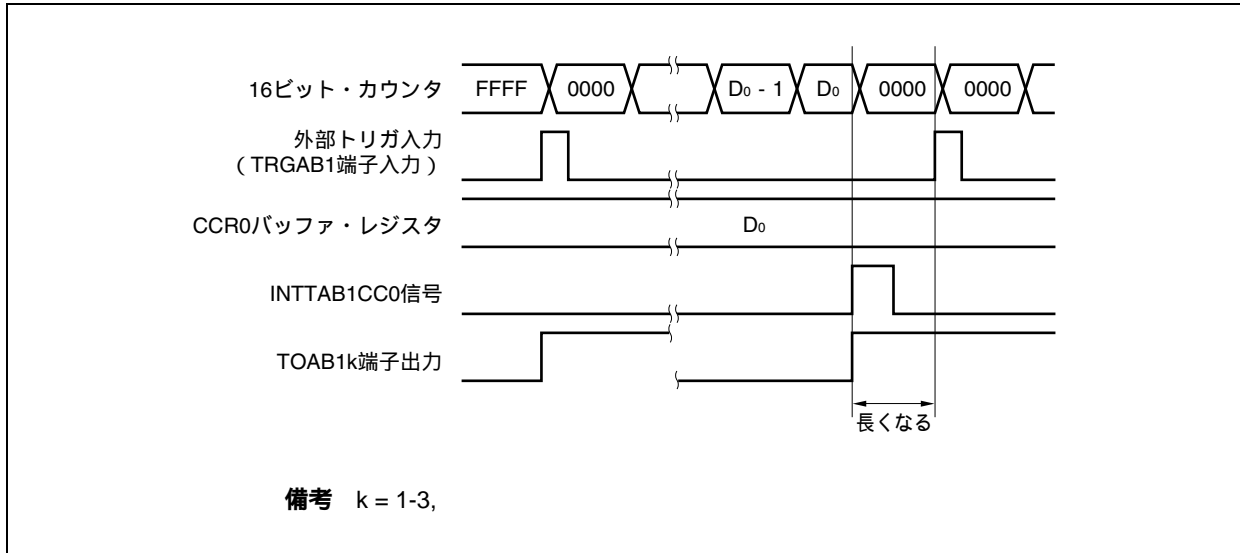 16ビット・カウンタ FFFF 0000 D0 - 1 D0 0000 0000
外部トリガ入力
(TRGAB1端子入力)
CCR0バッファ・レジスタ D0
INTTAB1CC0信号
TOAB1k端子出力
長くなる
備考 k = 1-3,